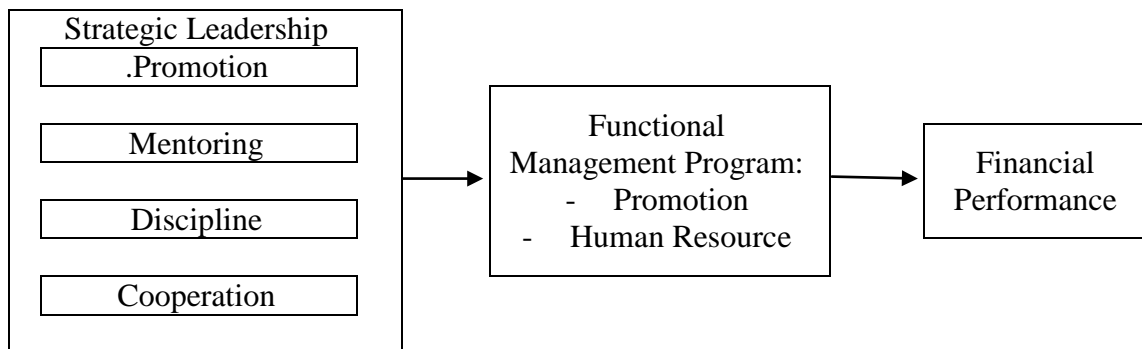 Strategic Leadership
.Promotion
Mentoring
Discipline
Cooperation
Functional
Management Program:
- Promotion
- Human Resource
Financial
Performance